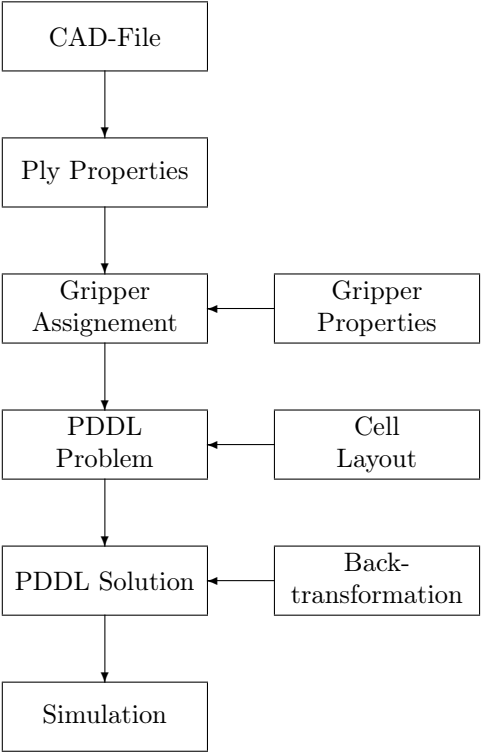 CAD-File
Ply Properties
Gripper
Assignement
Gripper
Properties
PDDL
Problem
Cell
Layout
PDDL Solution
Back-
transformation
Simulation